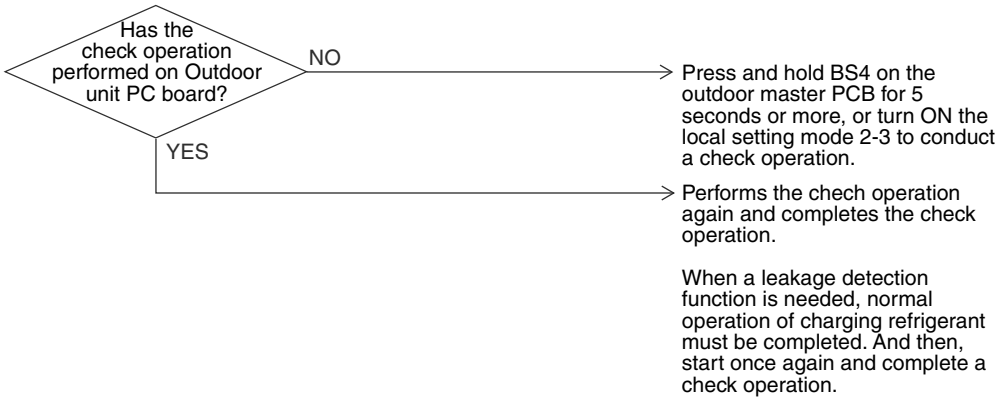 Has the
check operation
performed on Outdoor
unit PC board?
NO
Press and hold BS4 on the
outdoor master PCB for 5
seconds or more, or turn ON the
local setting mode 2-3 to conduct
a check operation.
YES
Performs the chech operation
again and completes the check
operation.
When a leakage detection
function is needed, normal
operation of charging refrigerant
must be completed. And then,
start once again and complete a
check operation.